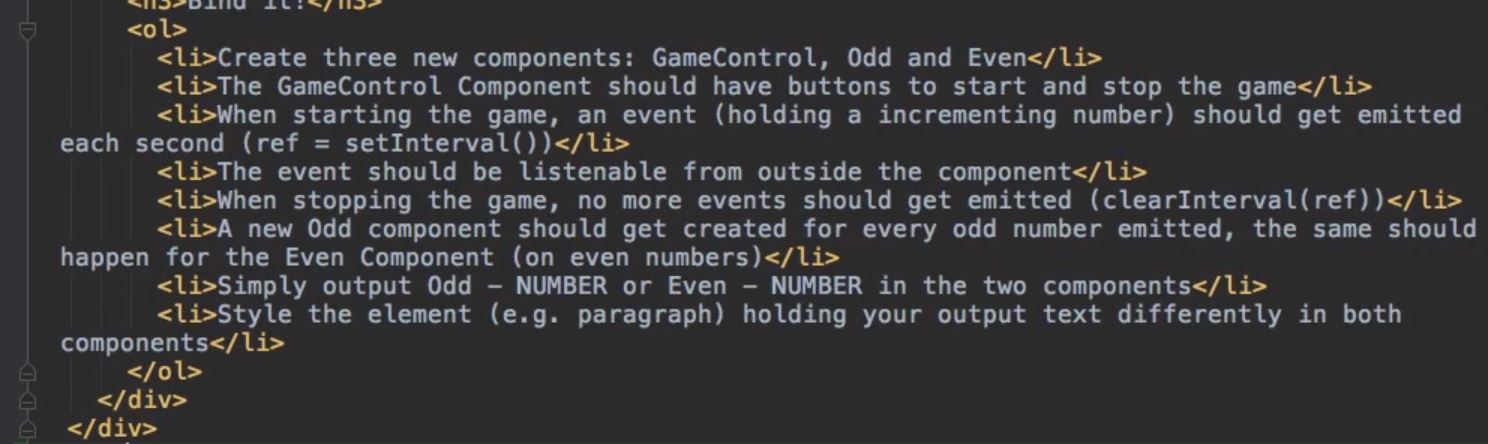 <h3>Bind it!</h3>
<ol>
<li>Create three new components: GameControl, Odd and Even</li>
<li>The GameControl Component should have buttons to start and stop the game</li>
<li>When starting the game, an event (holding a incrementing number) should get emitted
each second (ref = setInterval())</li>
<li>The event should be listenable from outside the component</li>
<li>When stopping the game, no more events should get emitted (clearInterval(ref))</li>
<li>A new Odd component should get created for every odd number emitted, the same should
happen for the Even Component (on even numbers)</li>
<li>Simply output Odd – NUMBER or Even – NUMBER in the two components</li>
<li>Style the element (e.g. paragraph) holding your output text differently in both
components</li>
</ol>
</div>
</div>